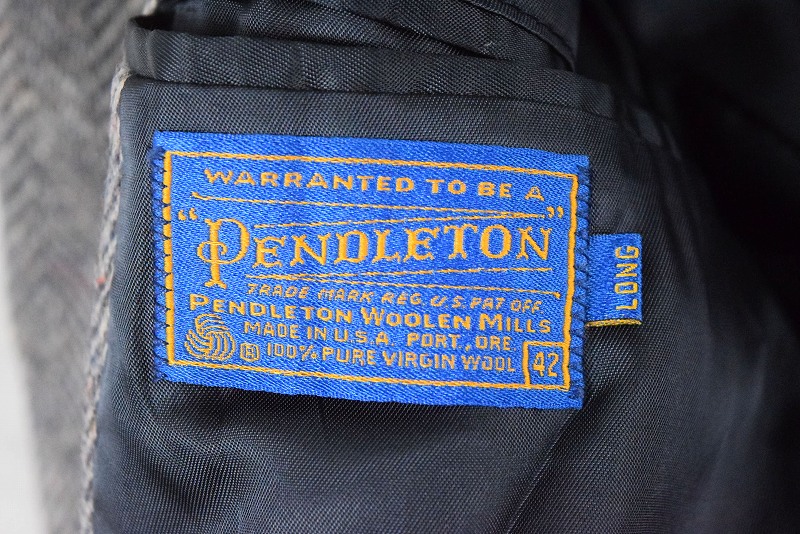 WARRANTED TO BE A
"PENDLETON"
TRADE MARK REG. U.S. PAT OFF.
PENDLETON WOOLEN MILLS
MADE IN U.S.A. PORT., ORE
® 100% PURE VIRGIN WOOL 42
LONG